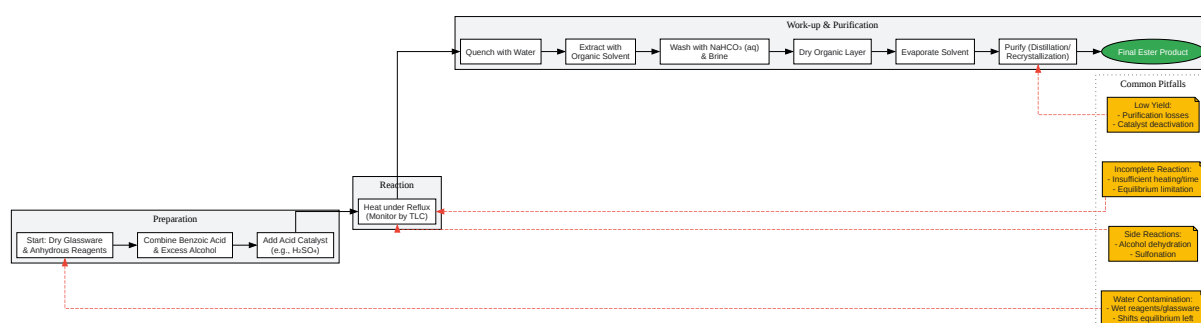 Work-up & Purification
Quench with Water
Extract with
Organic Solvent
Wash with NaHCO₃ (aq)
& Brine
Dry Organic Layer
Evaporate Solvent
Purify (Distillation/
Recrystallization)
Final Ester Product
Common Pitfalls
Low Yield:
- Purification losses
- Catalyst deactivation
Incomplete Reaction:
- Insufficient heating/time
- Equilibrium limitation
Reaction
Heat under Reflux
(Monitor by TLC)
Preparation
Start: Dry Glassware
& Anhydrous Reagents
Combine Benzoic Acid
& Excess Alcohol
Add Acid Catalyst
(e.g., H₂SO₄)
Side Reactions:
- Alcohol dehydration
- Sulfonation
Water Contamination:
- Wet reagents/glassware
- Shifts equilibrium left